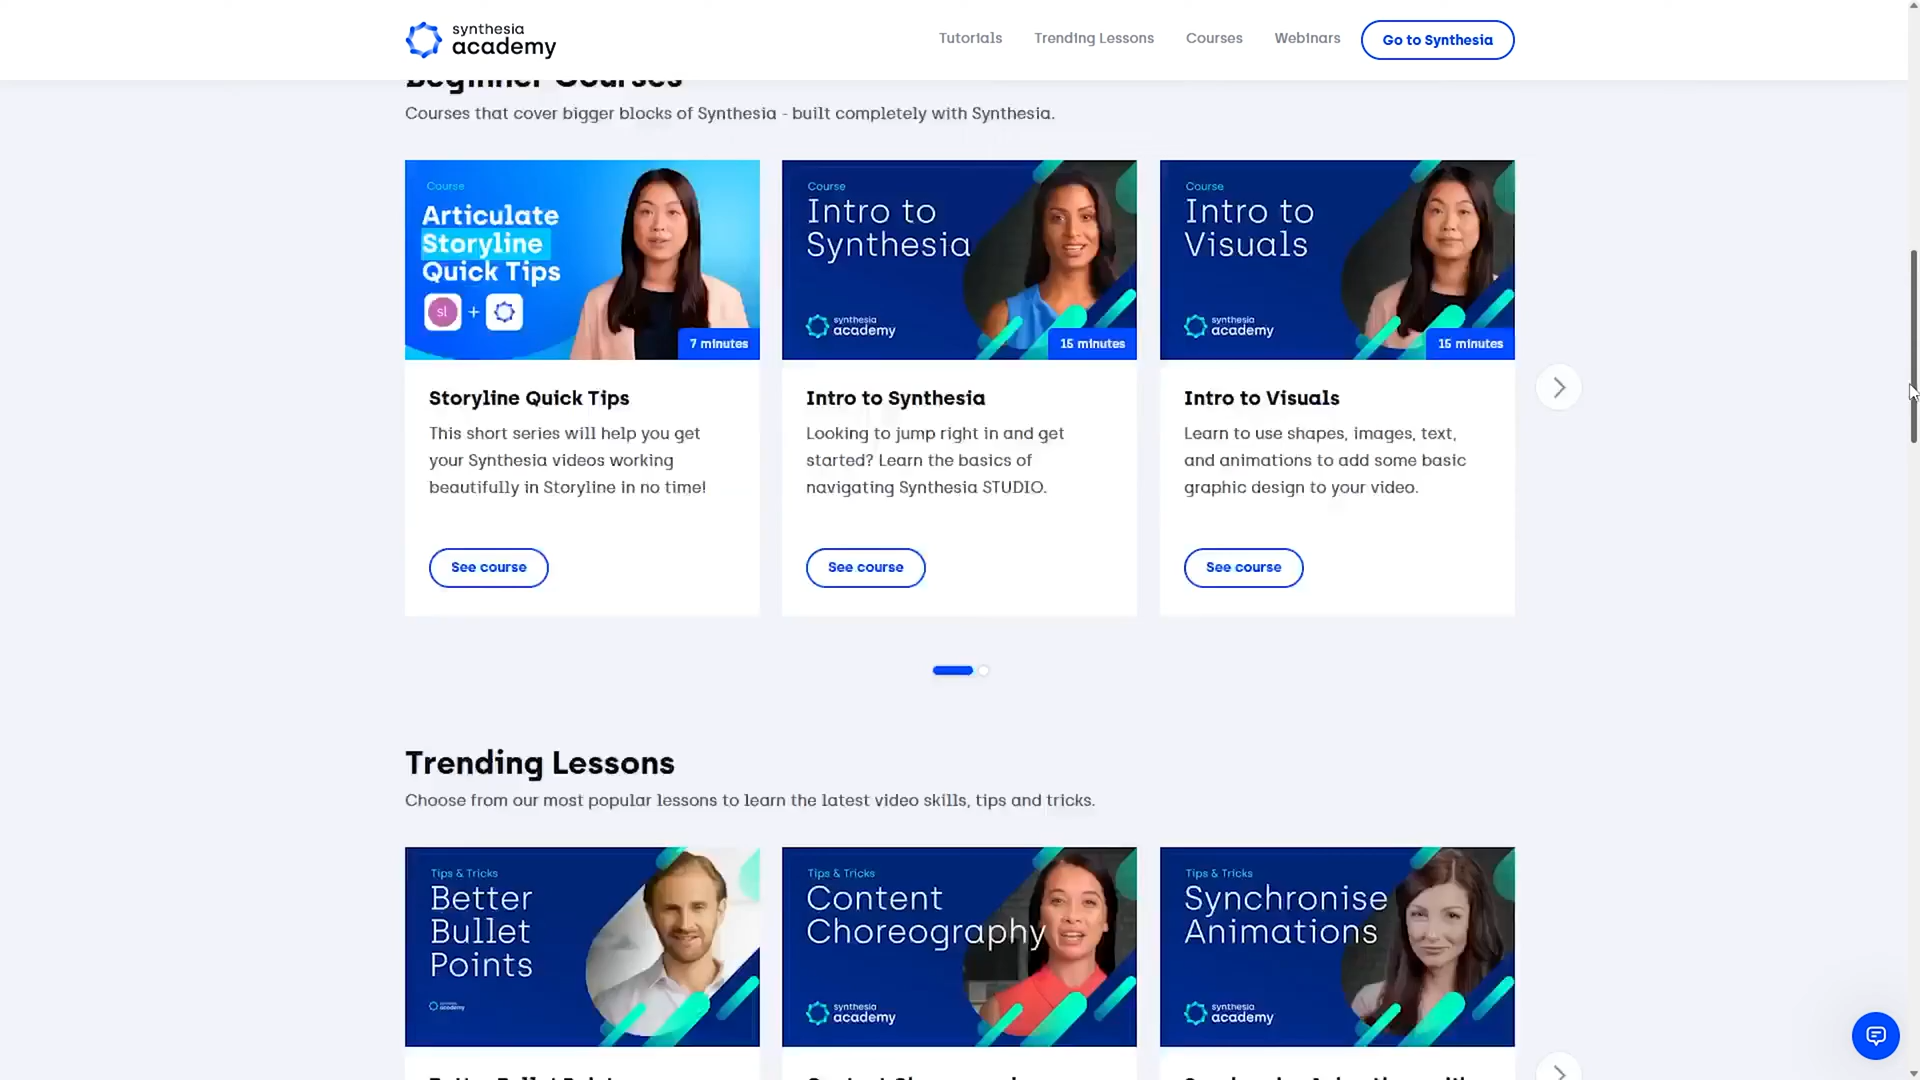 synthesia
academy
Tutorials
Trending Lessons
Courses
Webinars
Go to Synthesia
Beginner Courses
Courses that cover bigger blocks of Synthesia - built completely with Synthesia.
Course
Articulate
Storyline
Quick Tips
sl
+
7 minutes
Course
Intro to
Synthesia
synthesia
academy
15 minutes
Course
Intro to
Visuals
synthesia
academy
15 minutes
Storyline Quick Tips
This short series will help you get
your Synthesia videos working
beautifully in Storyline in no time!
See course
Intro to Synthesia
Looking to jump right in and get
started? Learn the basics of
navigating Synthesia STUDIO.
See course
Intro to Visuals
Learn to use shapes, images, text,
and animations to add some basic
graphic design to your video.
See course
Trending Lessons
Choose from our most popular lessons to learn the latest video skills, tips and tricks.
Tips & Tricks
Better
Bullet
Points
synthesia
academy
Tips & Tricks
Content
Choreography
synthesia
academy
Tips & Tricks
Synchronise
Animations
synthesia
academy